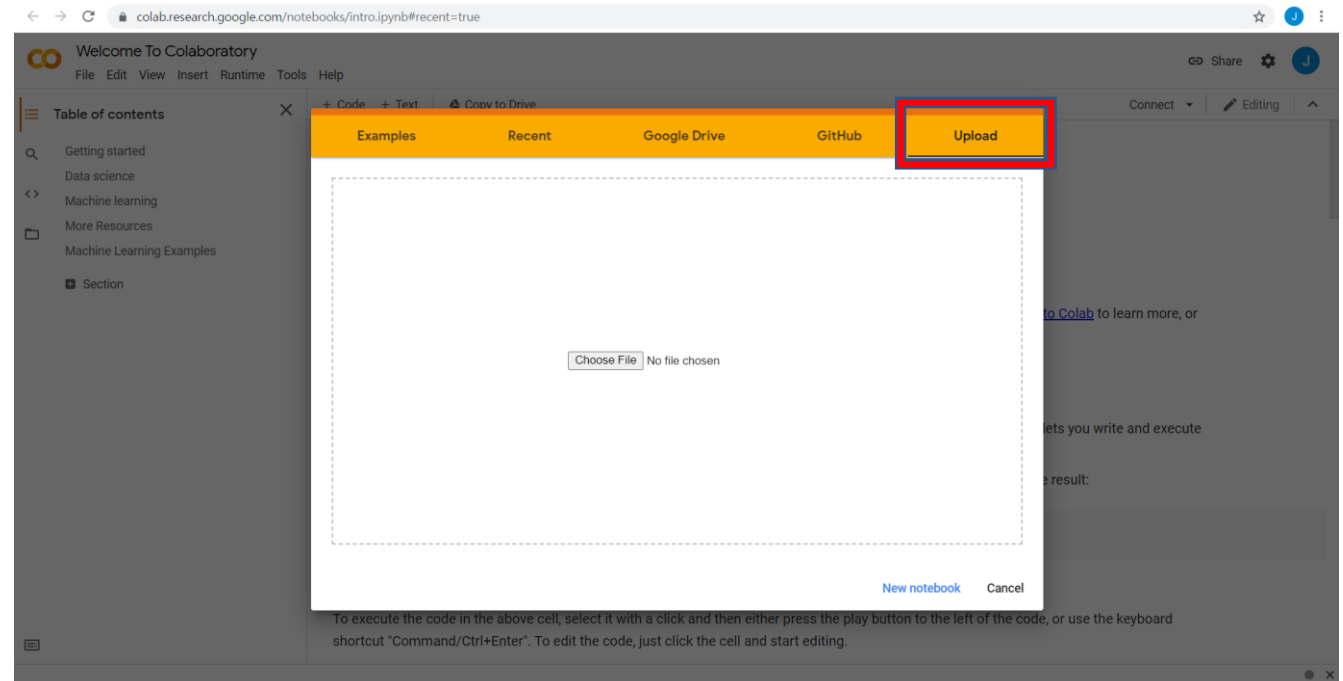 colab.research.google.com/notebooks/intro.ipynb#recent=true
J
CO
Welcome To Colaboratory
File Edit View Insert Runtime Tools Help
Share
J
Table of contents
+ Code + Text Copy to Drive
Connect
Editing
Examples Recent Google Drive GitHub Upload
Getting started
Data science
Machine learning
More Resources
Machine Learning Examples
Section
to Colab to learn more, or
Choose File No file chosen
lets you write and execute
result:
New notebook Cancel
To execute the code in the above cell, select it with a click and then either press the play button to the left of the code, or use the keyboard
shortcut "Command/Ctrl+Enter". To edit the code, just click the cell and start editing.